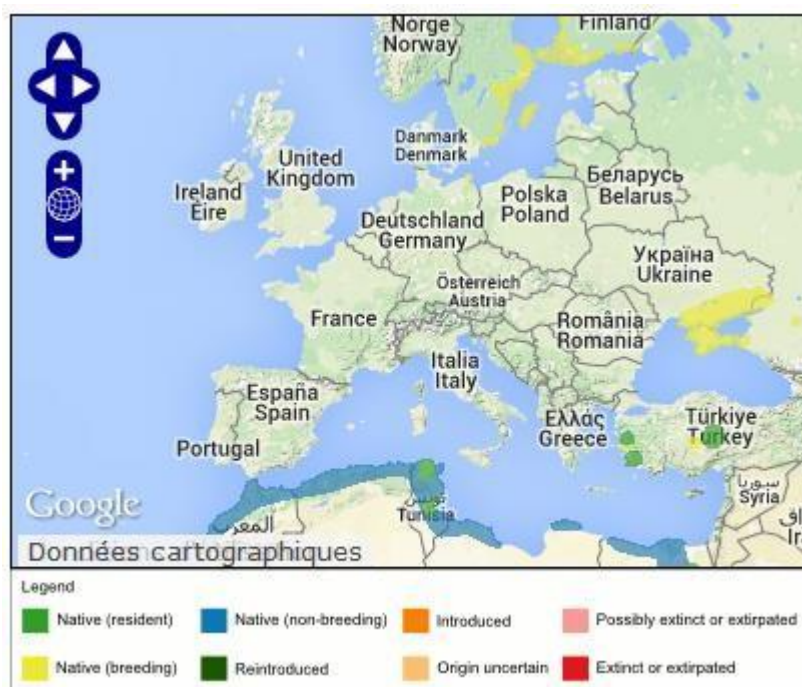 Norge
Norway
Finland
Danmark
Denmark
United
Kingdom
Ireland
Éire
Беларусь
Belarus
Polska
Poland
Deutschland
Germany
Україна
Ukraine
Österreich
Austria
France
România
Romania
Italia
Italy
España
Spain
Portugal
Ελλάς
Greece
Türkiye
Turkey
سوريا
Syria
تونس
Tunisia
المغرب
Google
Données cartographiques
Legend
Native (resident)
Native (non-breeding)
Introduced
Possibly extinct or extirpated
Native (breeding)
Reintroduced
Origin uncertain
Extinct or extirpated